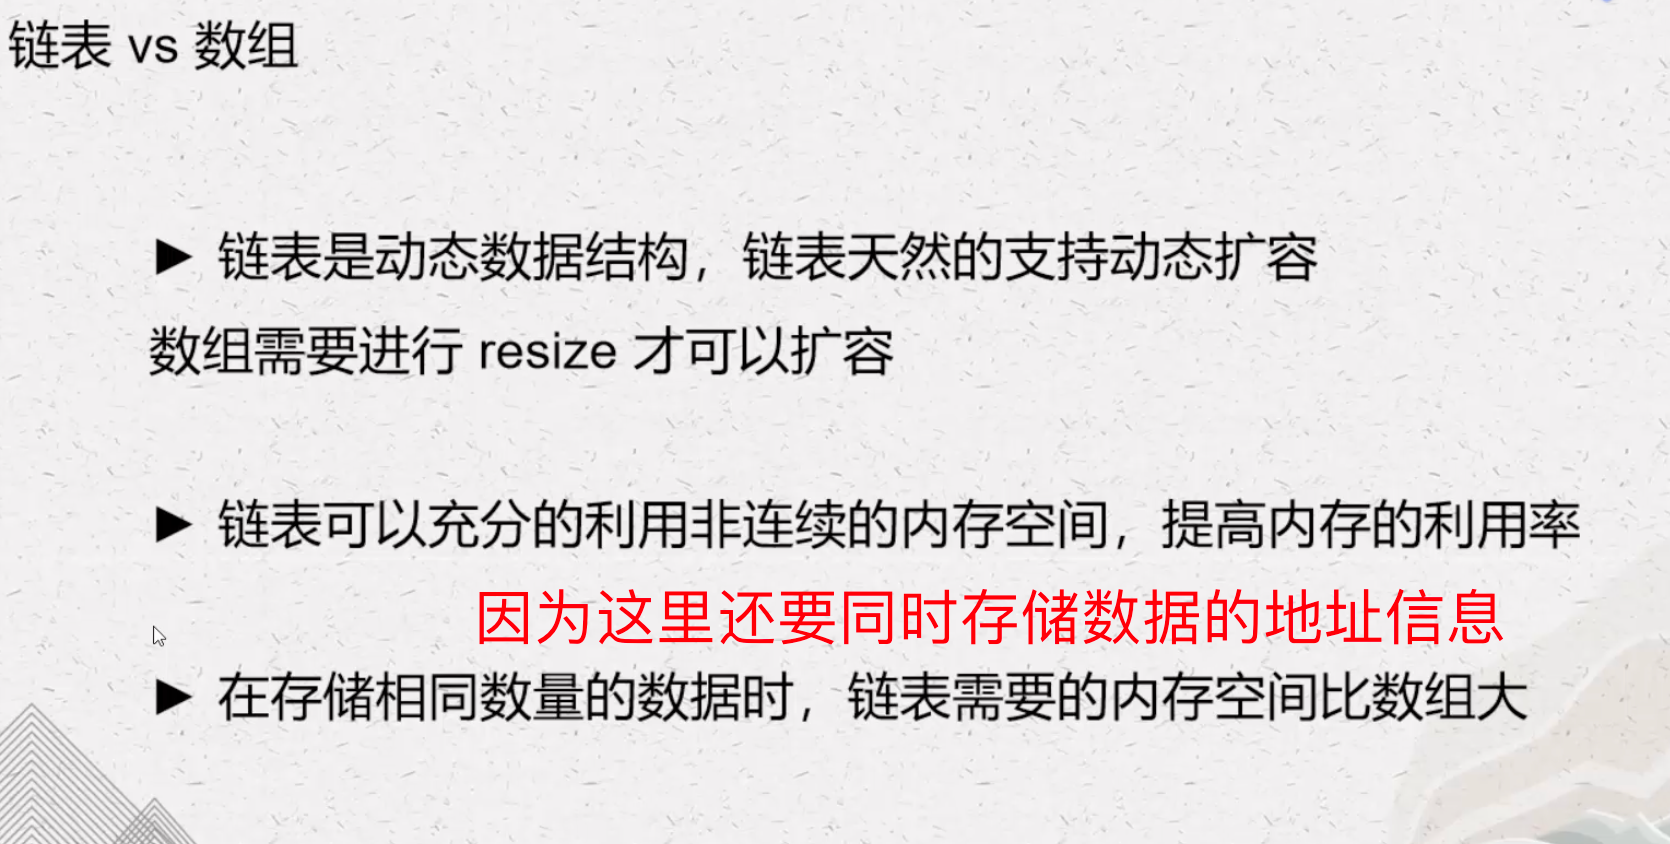 链表 vs 数组
► 链表是动态数据结构，链表天然的支持动态扩容
数组需要进行 resize 才可以扩容
► 链表可以充分的利用非连续的内存空间，提高内存的利用率
因为这里还要同时存储数据的地址信息
► 在存储相同数量的数据时，链表需要的内存空间比数组大